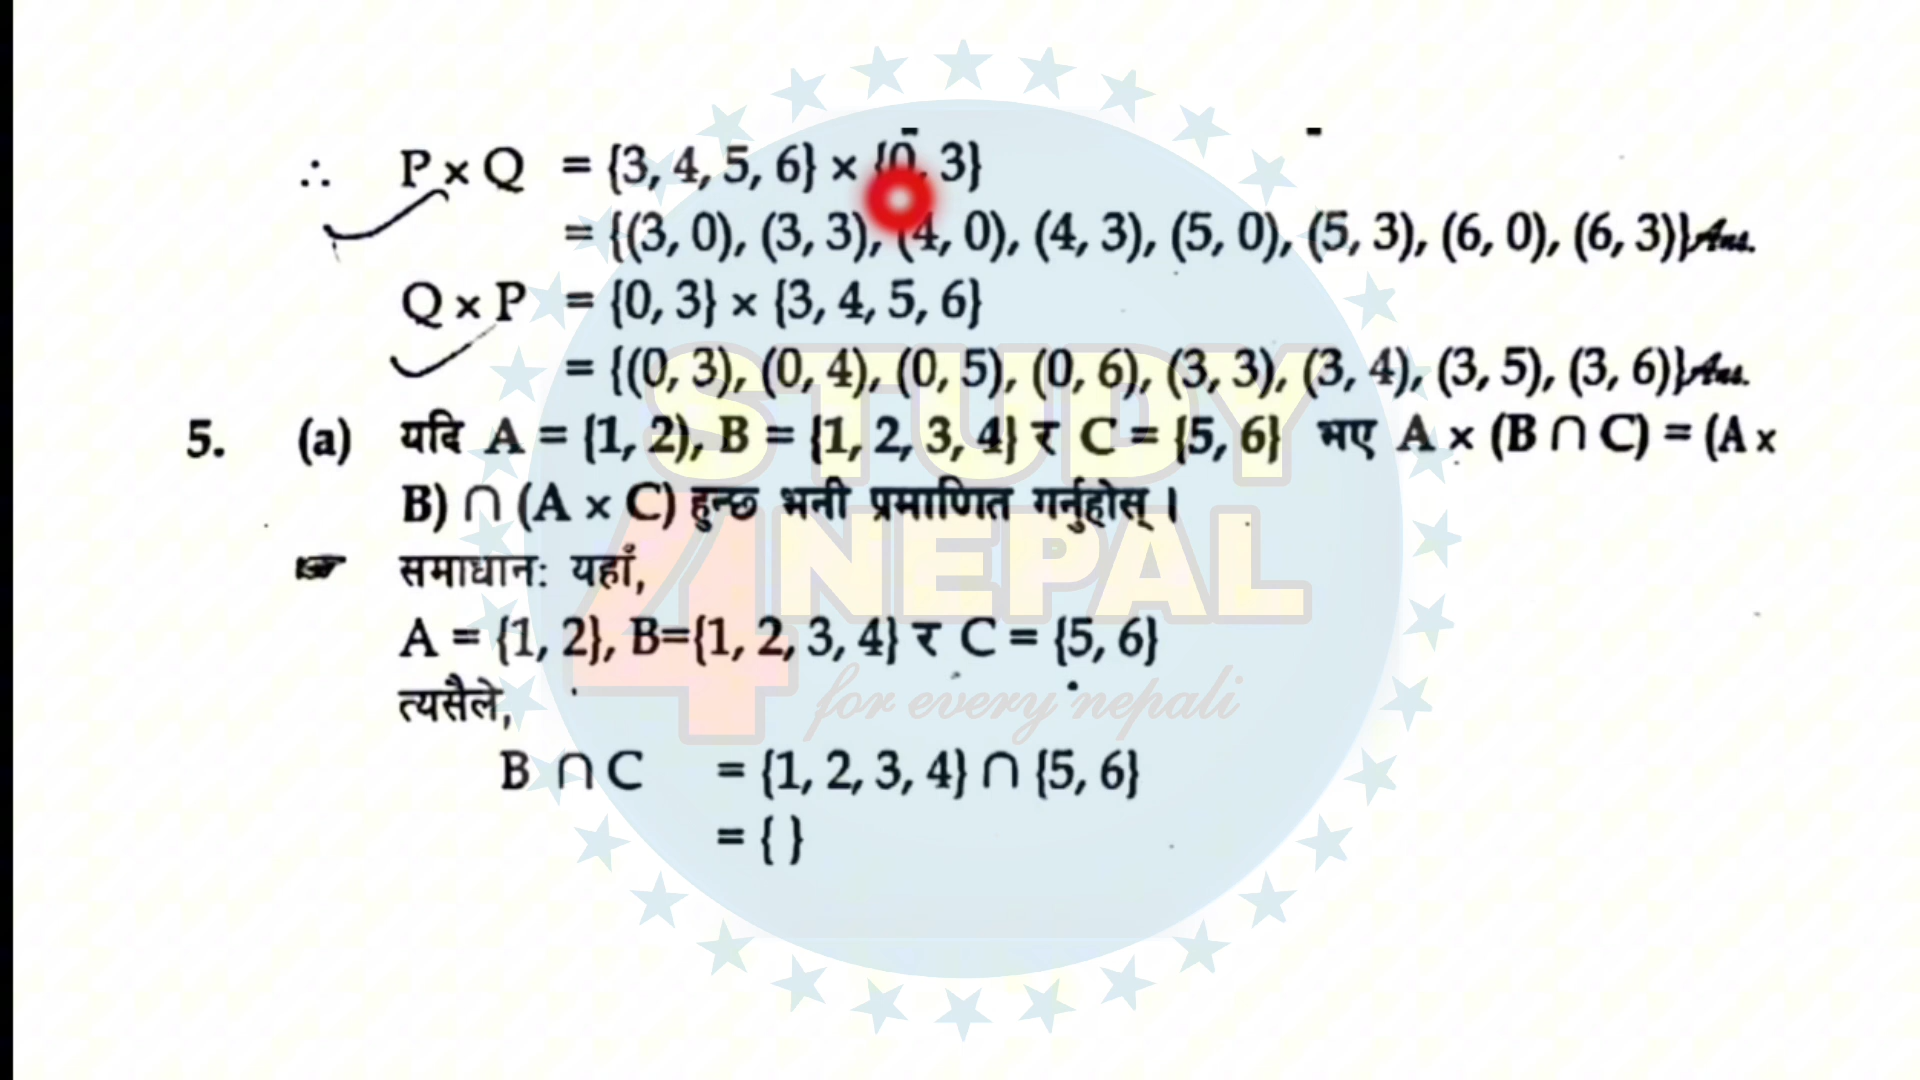 ∴ P × Q = {3, 4, 5, 6} × {0, 3}
= {(3, 0), (3, 3), (4, 0), (4, 3), (5, 0), (5, 3), (6, 0), (6, 3)} Ans.
Q × P = {0, 3} × {3, 4, 5, 6}
= {(0, 3), (0, 4), (0, 5), (0, 6), (3, 3), (3, 4), (3, 5), (3, 6)} Ans.
5. (a) यदि A = {1, 2), B = {1, 2, 3, 4} र C = {5, 6} भए A × (B ∩ C) = (A ×
B) ∩ (A × C) हुन्छ भनी प्रमाणित गर्नुहोस् ।
☞ समाधानः यहां,
A = {1, 2}, B={1, 2, 3, 4} र C = {5, 6}
त्यसैले,
B ∩ C = {1, 2, 3, 4} ∩ {5, 6}
= { }
STUDY
4 NEPAL
for every nepali